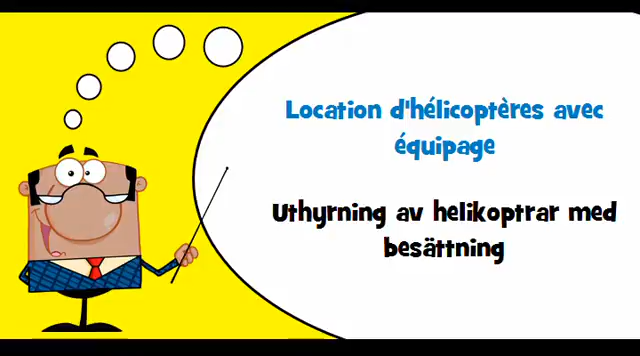 Location d'hélicoptères avec
équipage
Uthyrning av helikoptrar med
besättning